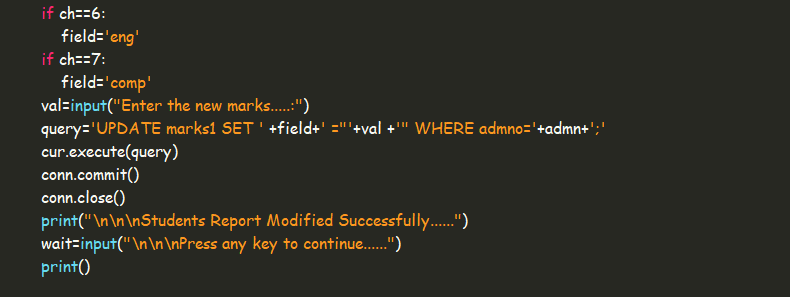 if ch==6:
field='eng'
if ch==7:
field='comp'
val=input("Enter the new marks.....:")
query='UPDATE marks1 SET ' +field+' ="'+val +'" WHERE admno='+admn+';'
cur.execute(query)
conn.commit()
conn.close()
print("\n\n\nStudents Report Modified Successfully......")
wait=input("\n\n\nPress any key to continue......")
print()